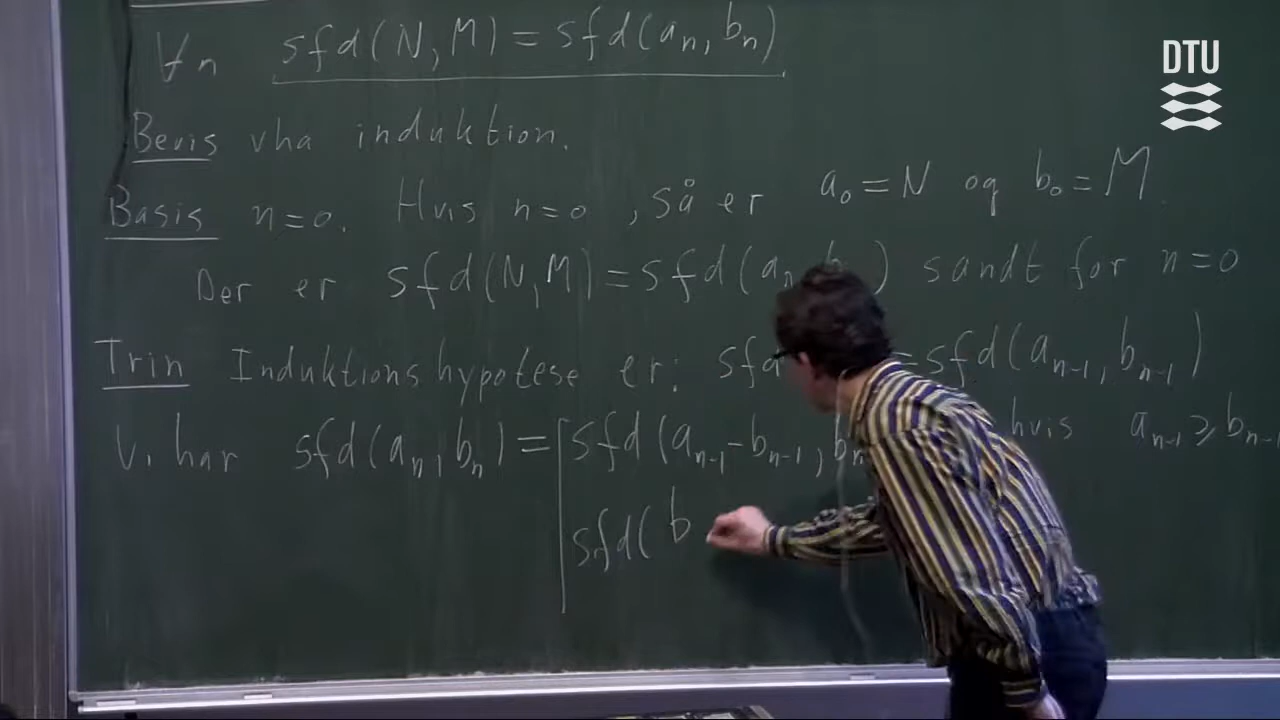 ∀n sfd(N,M) = sfd(aₙ, bₙ)
DTU
Bevis vha induktion.
Basis n=0. Hvis n=0, så er a₀=N og b₀=M.
Der er sfd(N,M) = sfd(aₙ b ) sandt for n=0
Trin Induktionshypotese er: sfd =sfd(aₙ₋₁, bₙ₋₁)
Vi har sfd(aₙ, bₙ) = sfd(aₙ₋₁-bₙ₋₁, bₙ hvis aₙ₋₁ ≥ bₙ₋₁
sfd( b